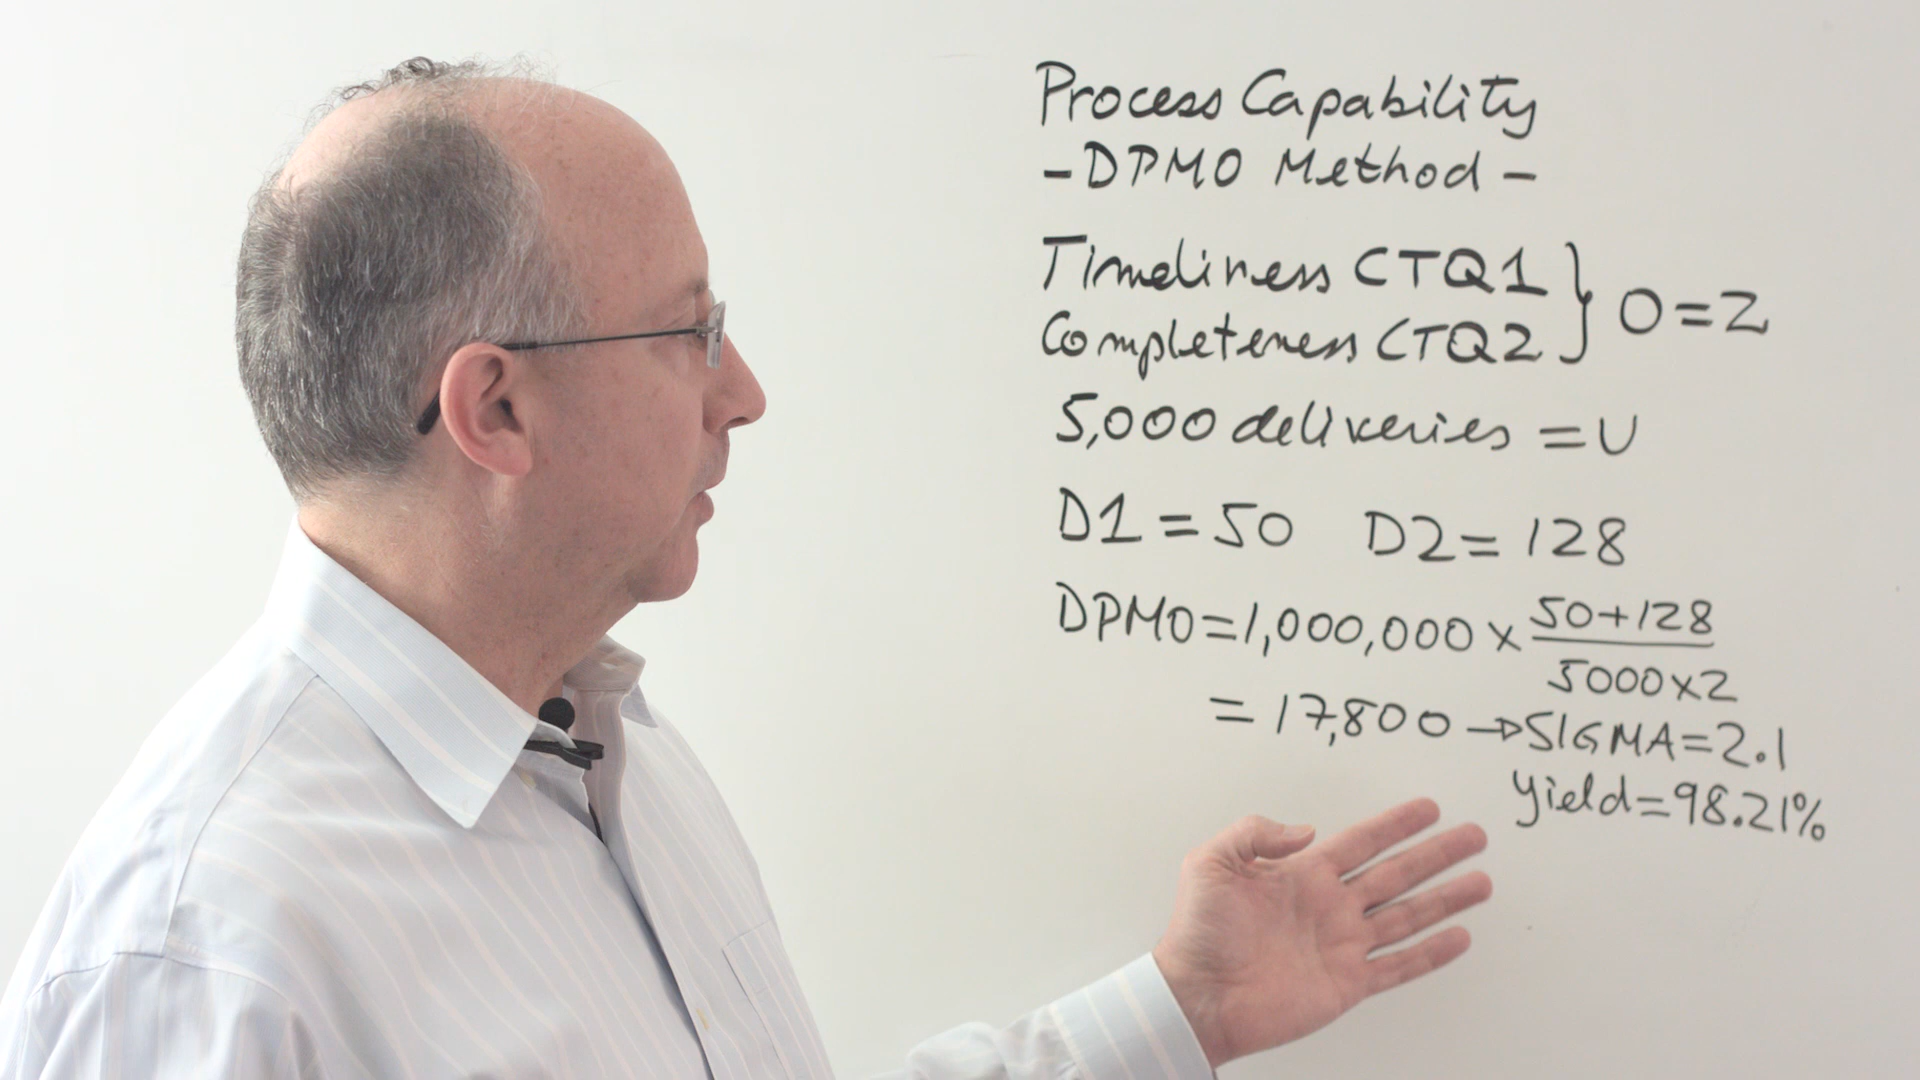 Process Capability
- DPMO Method -
Timeliness CTQ1
Completeness CTQ2 } O=2
5,000 deliveries = U
D1 = 50 D2 = 128
DPMO = 1,000,000 x 50+128
5000x2
= 17,800 → SIGMA = 2.1
Yield = 98.21%